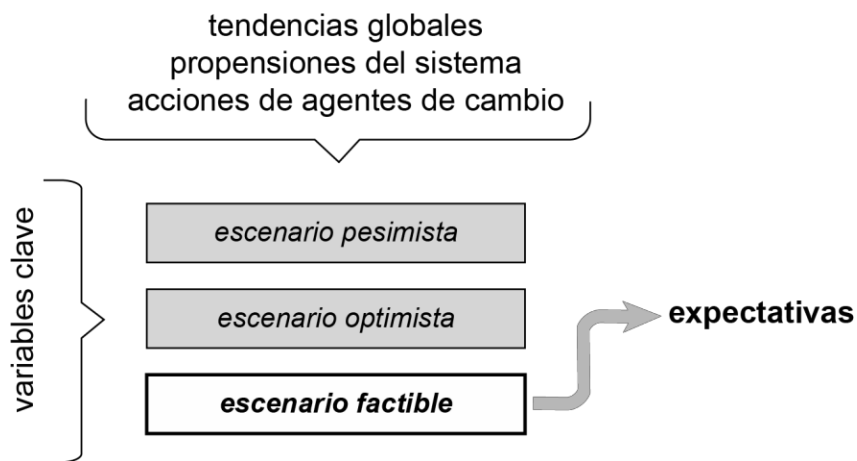 tendencias globales
propensiones del sistema
acciones de agentes de cambio
variables clave
escenario pesimista
escenario optimista
escenario factible
expectativas